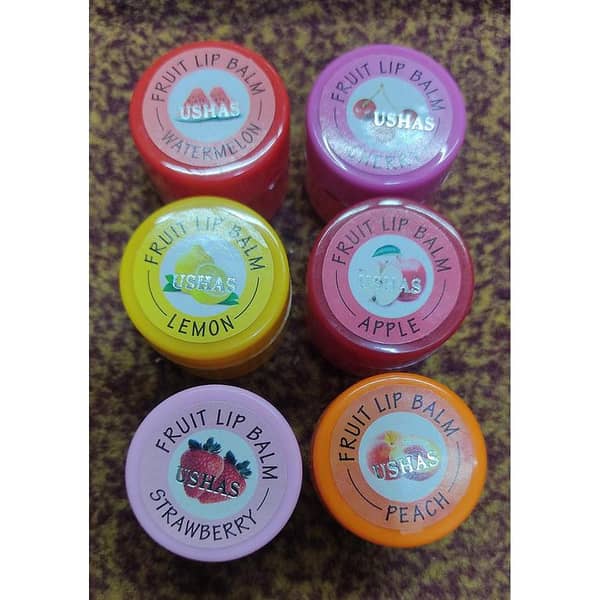 FRUIT LIP BALM
USHAS
WATERMELON
FRUIT LIP BALM
USHAS
CHERRY
FRUIT LIP BALM
USHAS
LEMON
FRUIT LIP BALM
USHAS
APPLE
FRUIT LIP BALM
USHAS
STRAWBERRY
FRUIT LIP BALM
USHAS
PEACH